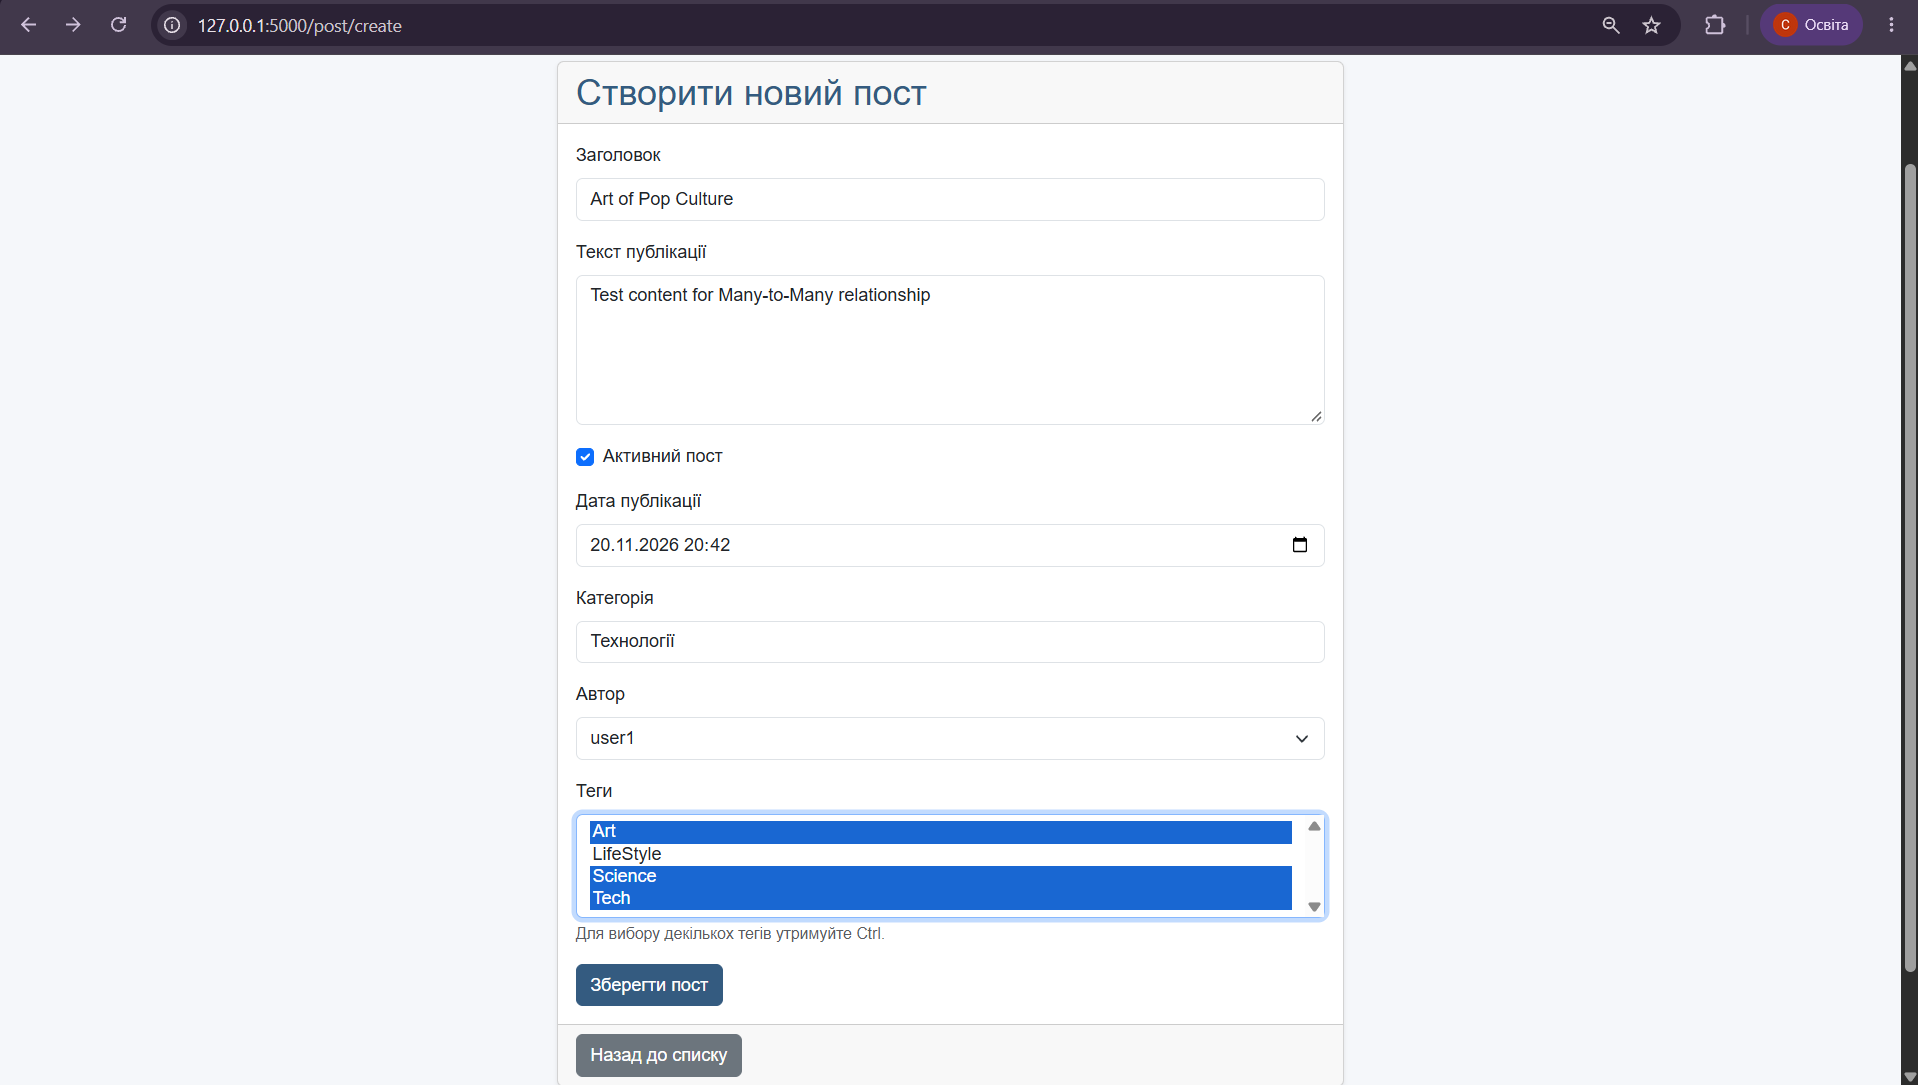 127.0.0.1:5000/post/create
С Освіта
Створити новий пост
Заголовок
Art of Pop Culture
Текст публікації
Test content for Many-to-Many relationship
Активний пост
Дата публікації
20.11.2026 20:42
Категорія
Технології
Автор
user1
Теги
Art
LifeStyle
Science
Tech
Для вибору декількох тегів утримуйте Ctrl.
Зберегти пост
Назад до списку